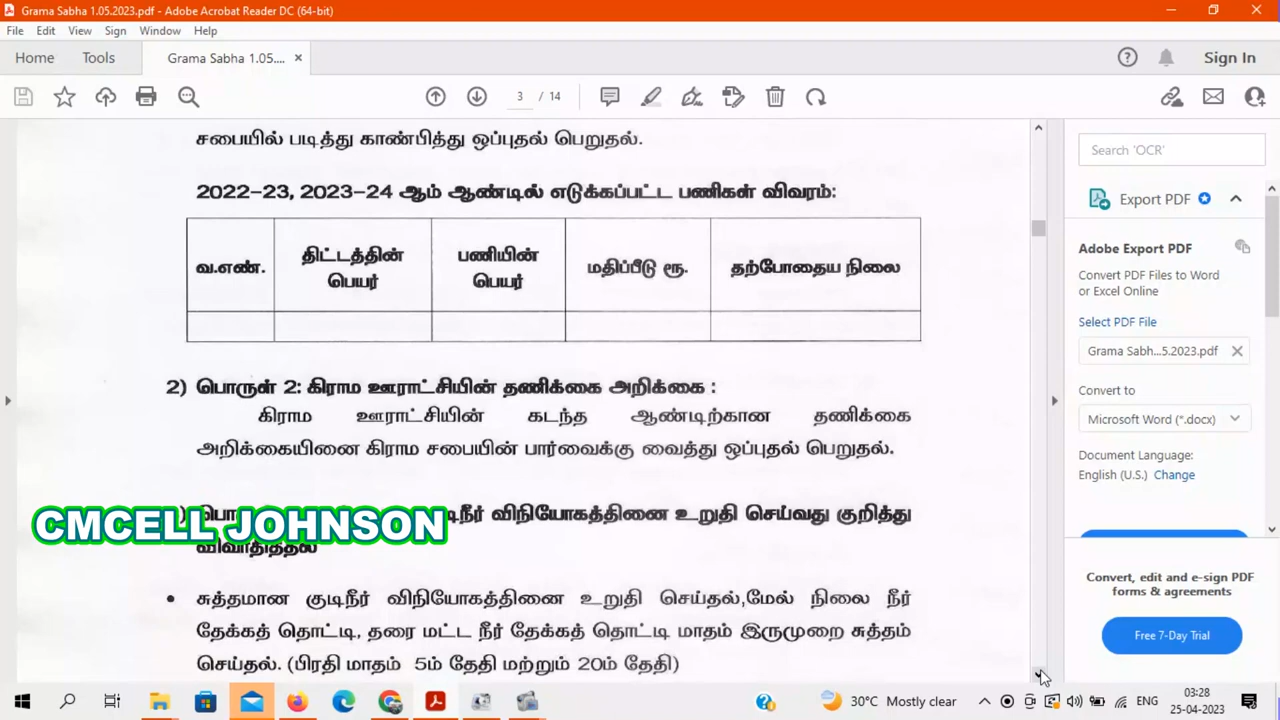 Grama Sabha 1.05.2023.pdf - Adobe Acrobat Reader DC (64-bit)
File Edit View Sign Window Help
Home Tools Grama Sabha 1.05.... × Sign In
3 / 14
சபையில் படித்து காண்பித்து ஒப்புதல் பெறுதல்.
2022-23, 2023-24 ஆம் ஆண்டில் எடுக்கப்பட்ட பணிகள் விவரம்:
வ.எண். திட்டத்தின் பெயர் பணியின் பெயர் மதிப்பீடு ரூ. தற்போதைய நிலை
2) பொருள் 2: கிராம ஊராட்சியின் தணிக்கை அறிக்கை :
கிராம ஊராட்சியின் கடந்த ஆண்டிற்கான தணிக்கை
அறிக்கையினை கிராம சபையின் பார்வைக்கு வைத்து ஒப்புதல் பெறுதல்.
விநியோகத்தினை உறுதி செய்வது குறித்து
CMCELL JOHNSON
விவாதித்தல்
• சுத்தமான குடிநீர் விநியோகத்தினை உறுதி செய்தல்,மேல் நிலை நீர்
தேக்கத் தொட்டி, தரை மட்ட நீர் தேக்கத் தொட்டி மாதம் இருமுறை சுத்தம்
செய்தல். (பிரதி மாதம் 5ம் தேதி மற்றும் 20ம் தேதி)
Search 'OCR'
Export PDF
Adobe Export PDF
Convert PDF Files to Word
or Excel Online
Select PDF File
Grama Sabh...5.2023.pdf
Convert to
Microsoft Word (*.docx)
Document Language:
English (U.S.) Change
Convert, edit and e-sign PDF
forms & agreements
Free 7-Day Trial
30°C Mostly clear ENG 03:28
25-04-2023